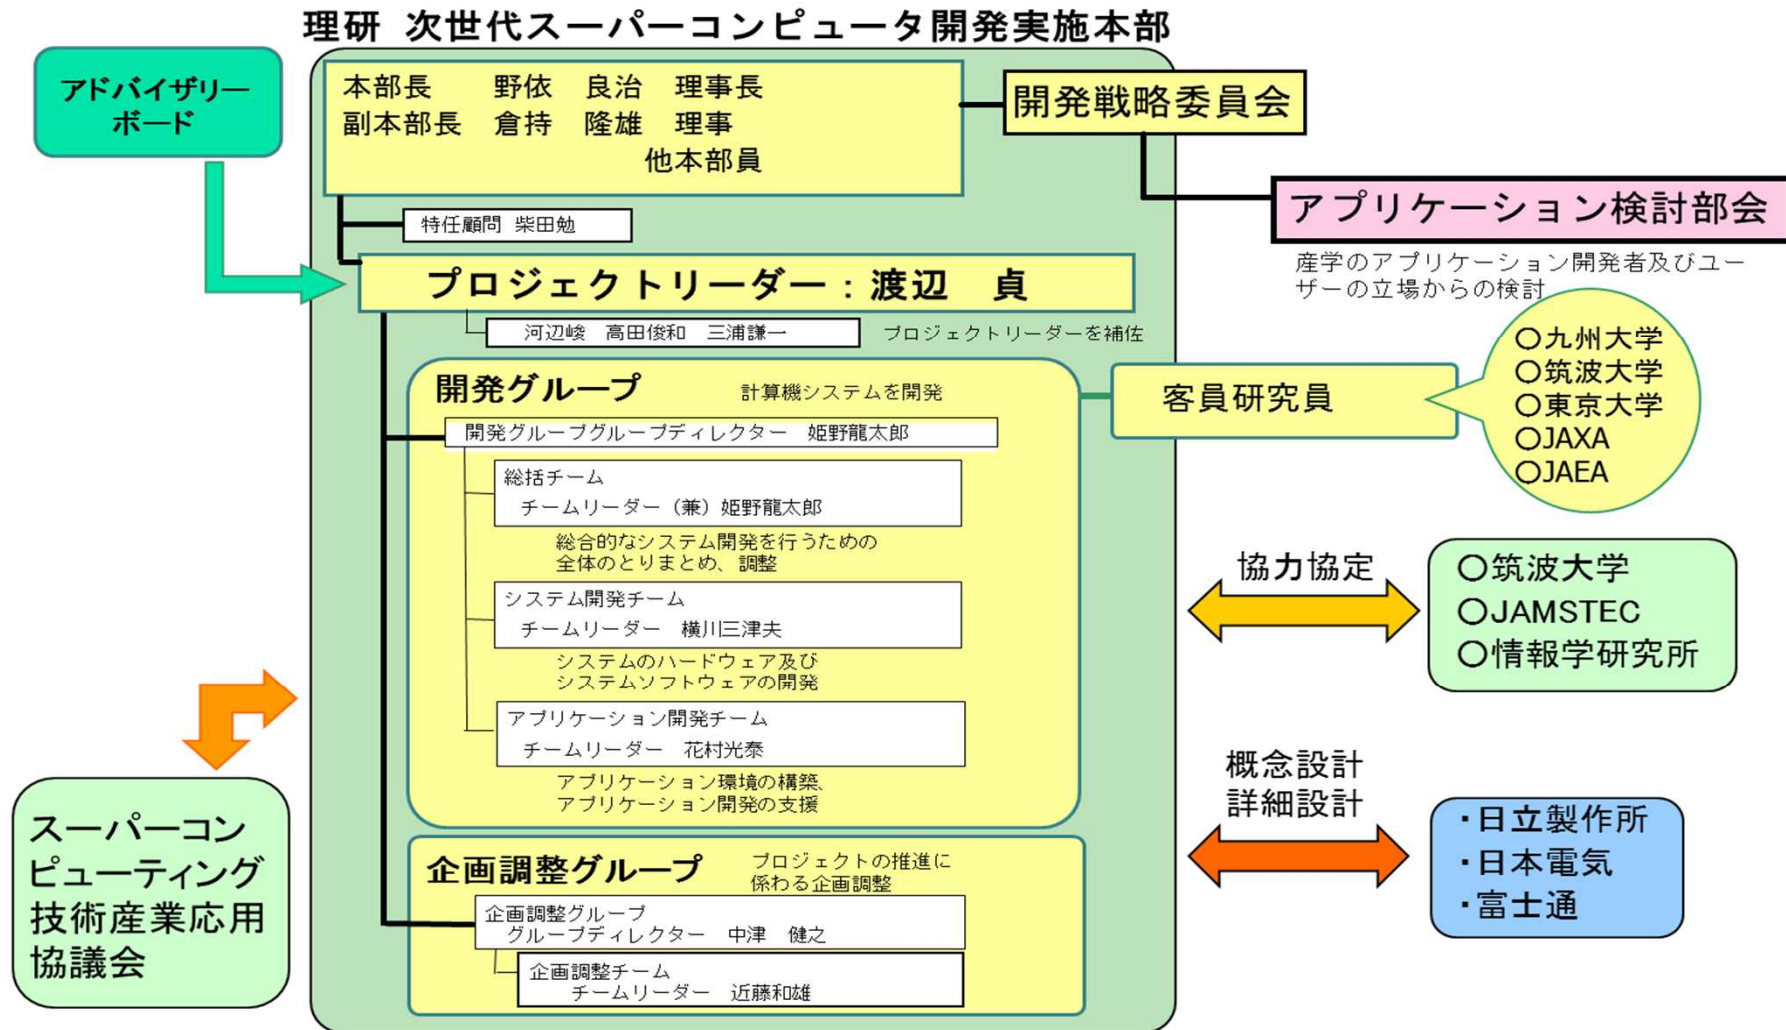 理研 次世代スーパーコンピュータ開発実施本部
アドバイザリー
ボード
本部長 野依 良治 理事長
副本部長 倉持 隆雄 理事
他本部員
開発戦略委員会
アプリケーション検討部会
産学のアプリケーション開発者及びユー
ザーの立場からの検討
特任顧問 柴田勉
プロジェクトリーダー：渡辺 貞
河辺峻 高田俊和 三浦謙一
プロジェクトリーダーを補佐
開発グループ
計算機システムを開発
開発グループグループディレクター 姫野龍太郎
総括チーム
チームリーダー（兼）姫野龍太郎
総合的なシステム開発を行うための
全体のとりまとめ、調整
システム開発チーム
チームリーダー 横川三津夫
システムのハードウェア及び
システムソフトウェアの開発
アプリケーション開発チーム
チームリーダー 花村光泰
アプリケーション環境の構築、
アプリケーション開発の支援
客員研究員
〇九州大学
〇筑波大学
〇東京大学
〇JAXA
〇JAEA
協力協定
〇筑波大学
〇JAMSTEC
〇情報学研究所
概念設計
詳細設計
・日立製作所
・日本電気
・富士通
スーパーコン
ピューティング
技術産業応用
協議会
企画調整グループ
プロジェクトの推進に
係わる企画調整
企画調整グループ
グループディレクター 中津 健之
企画調整チーム
チームリーダー 近藤和雄